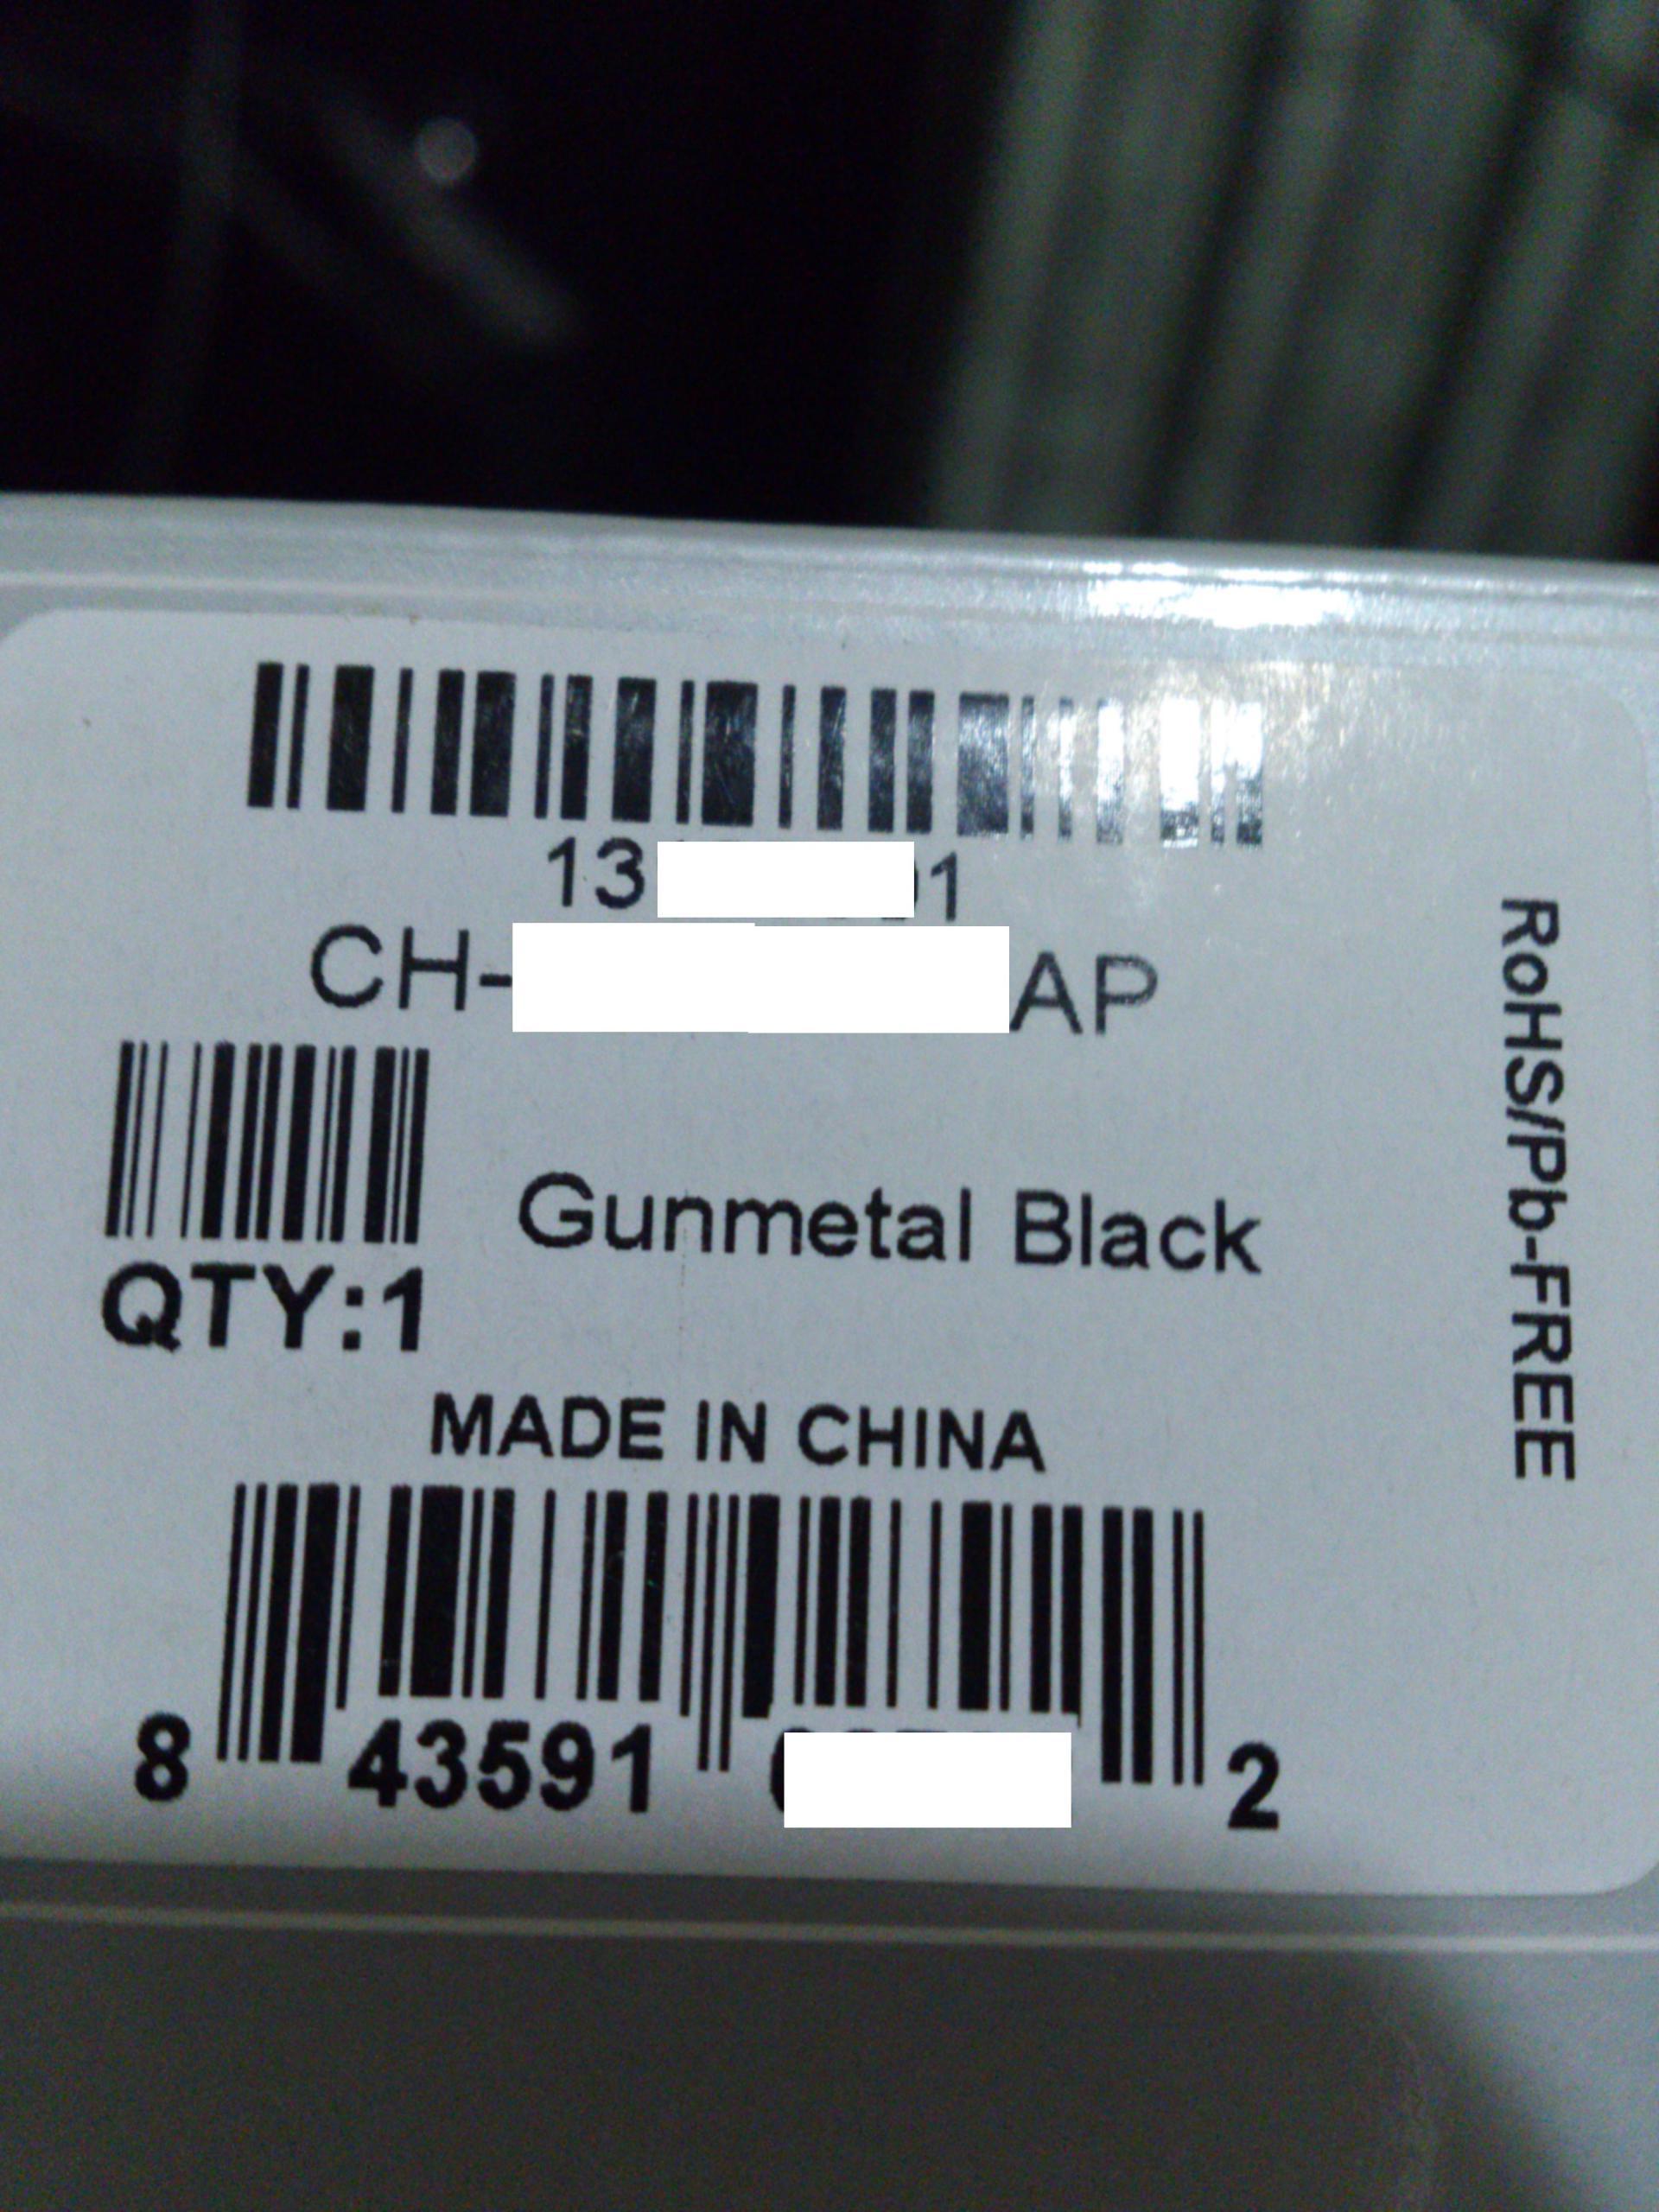 13 1
CH- AP
Gunmetal Black
QTY:1
MADE IN CHINA
8 43591 2
RoHS/Pb-FREE